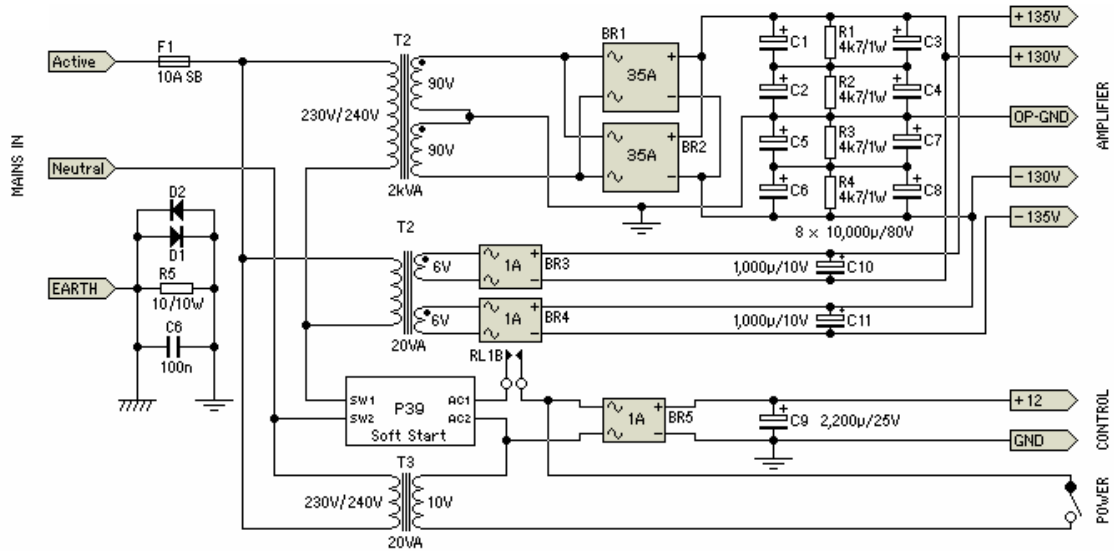 MAINS IN
Active
F1
10A SB
Neutral
EARTH
D2
D1
R5
10/10W
C6
100n
T2
230V/240V
90V
90V
2kVA
BR1
35A
35A
BR2
C1
R1
4k7/1W
C3
C2
R2
4k7/1W
C4
C5
R3
4k7/1W
C7
C6
R4
4k7/1W
C8
8 × 10,000µ/80V
+135V
+130V
OP-GND
-130V
-135V
AMPLIFIER
T2
6V
6V
20VA
1A
BR3
1A
BR4
1,000µ/10V
C10
1,000µ/10V
C11
RL1B
SW1
SW2
P39
Soft Start
AC1
AC2
1A
BR5
C9
2,200µ/25V
+12
GND
CONTROL
T3
230V/240V
10V
20VA
POWER